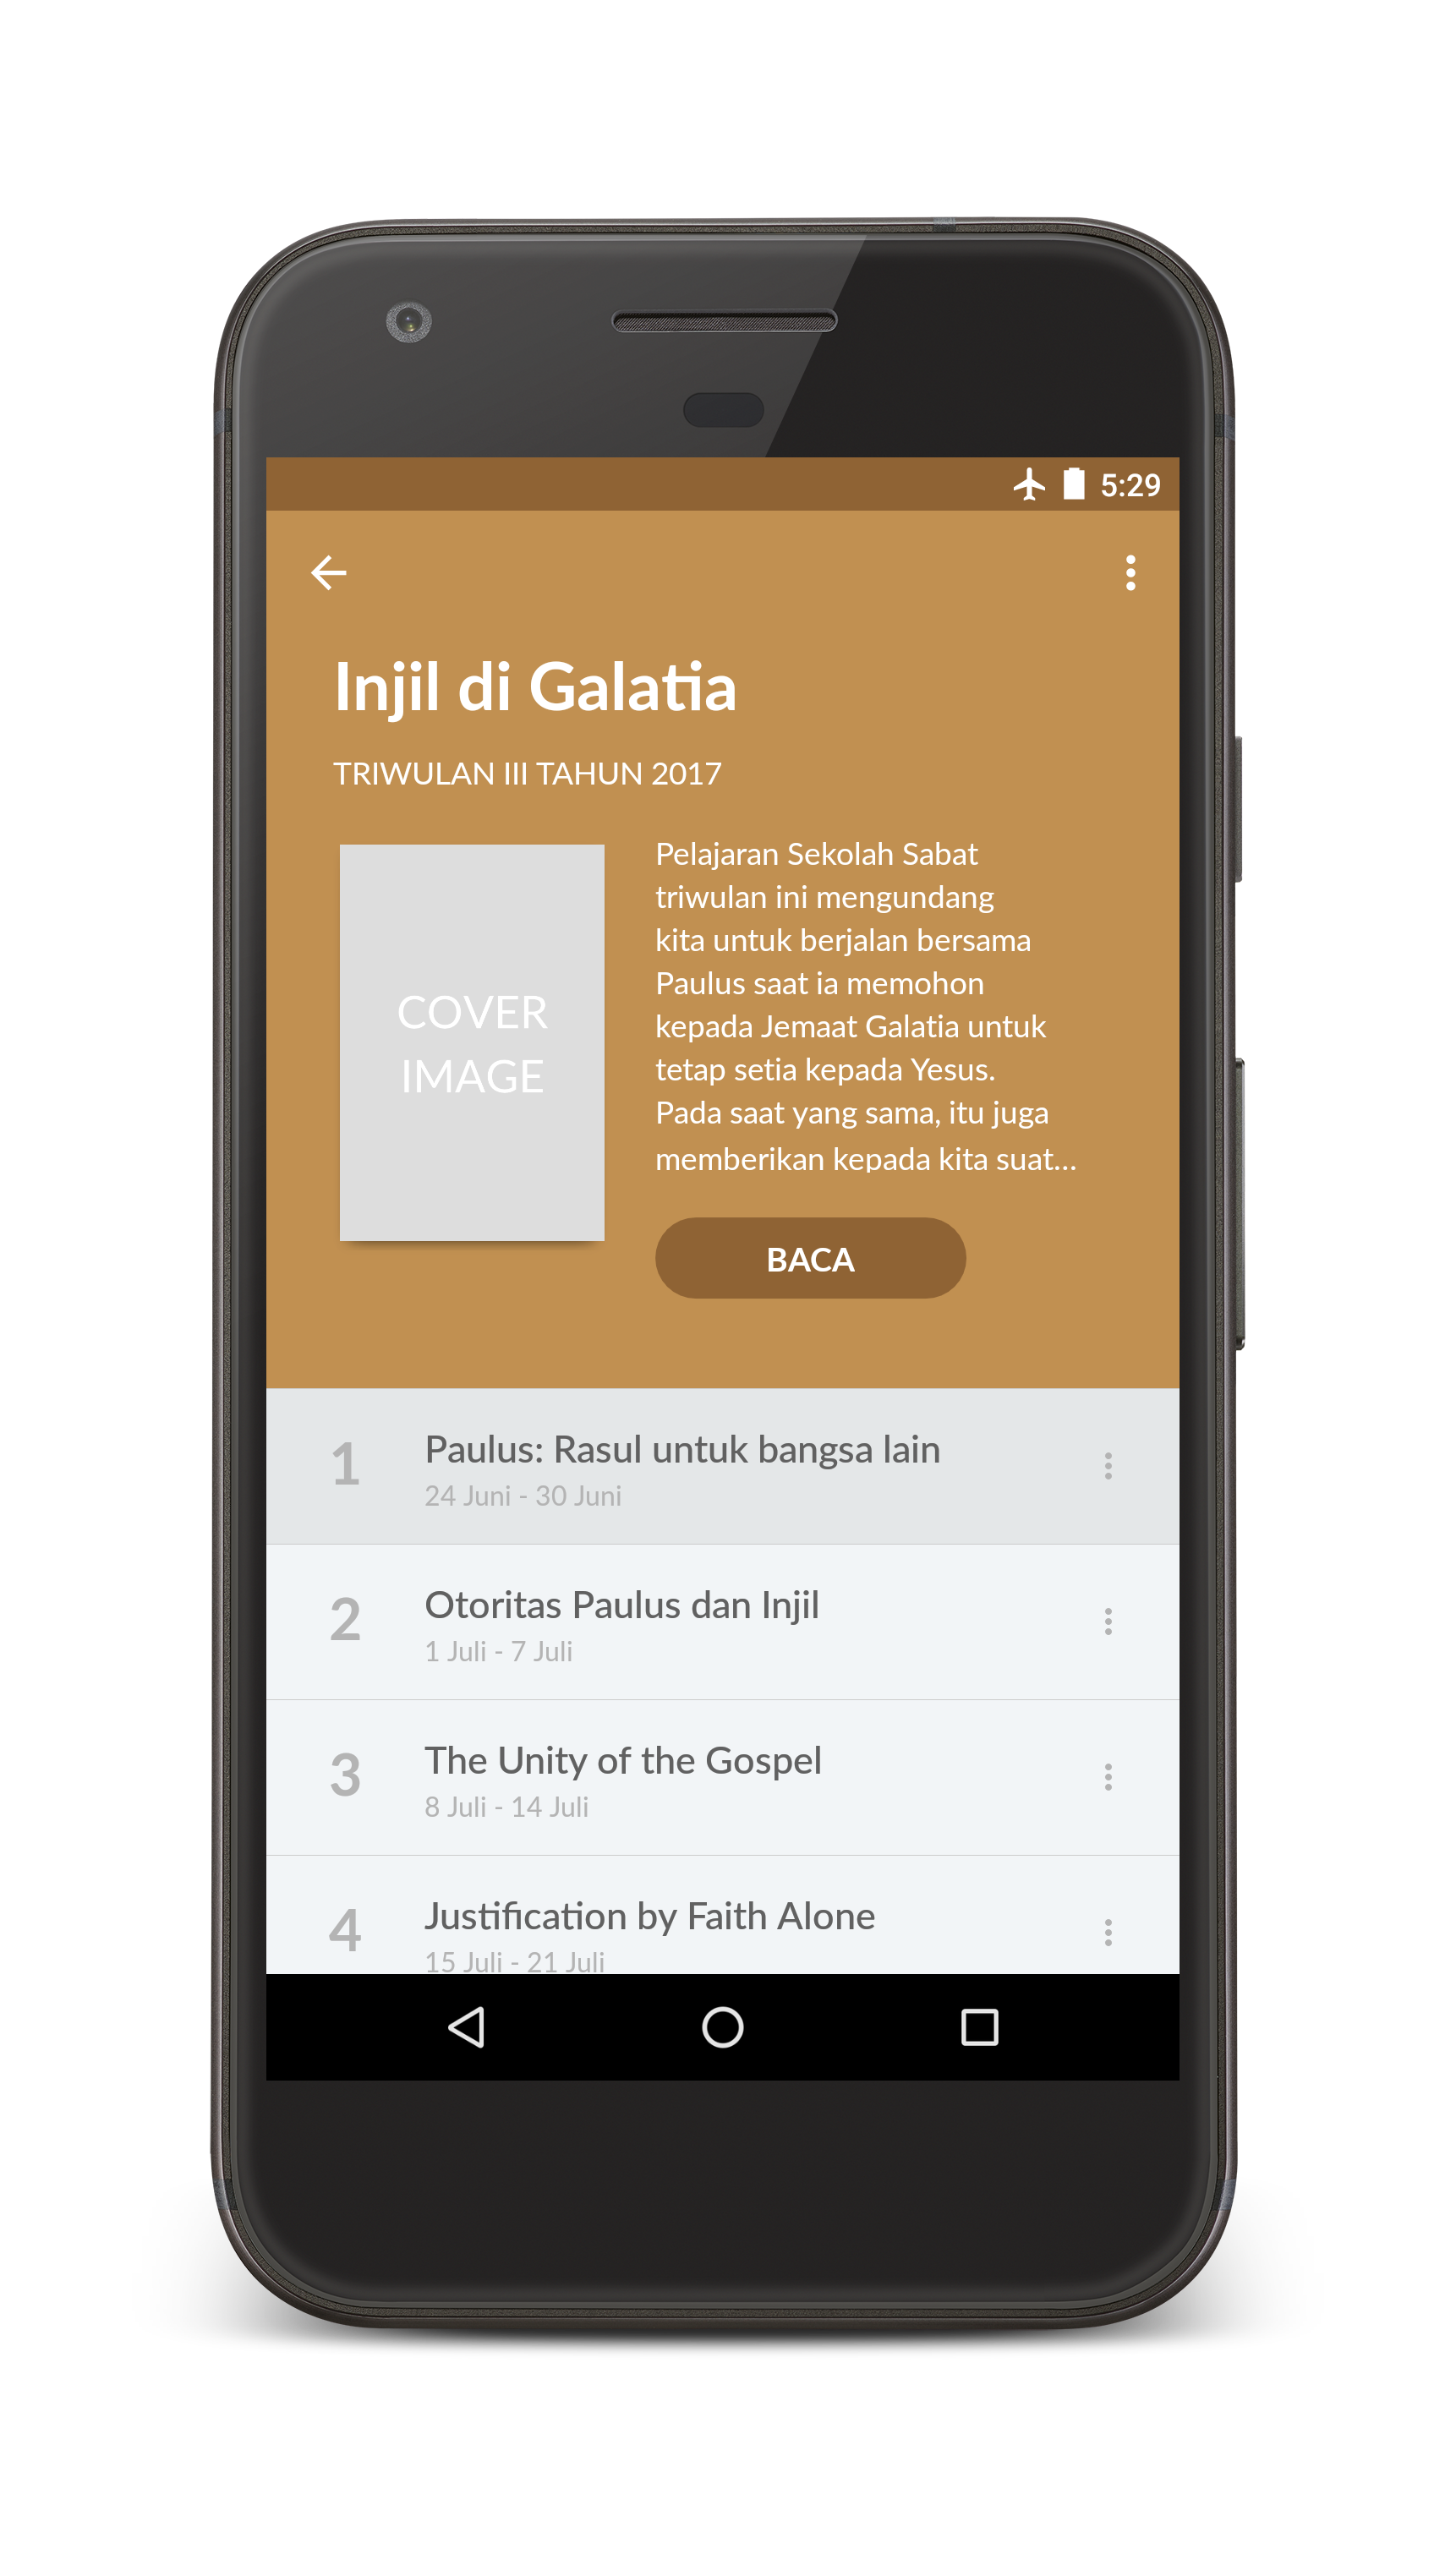 5:29
Injil di Galatia
TRIWULAN III TAHUN 2017
COVER
IMAGE
Pelajaran Sekolah Sabat
triwulan ini mengundang
kita untuk berjalan bersama
Paulus saat ia memohon
kepada Jemaat Galatia untuk
tetap setia kepada Yesus.
Pada saat yang sama, itu juga
memberikan kepada kita suat...
BACA
1
Paulus: Rasul untuk bangsa lain
24 Juni - 30 Juni
2
Otoritas Paulus dan Injil
1 Juli - 7 Juli
3
The Unity of the Gospel
8 Juli - 14 Juli
4
Justification by Faith Alone
15 Juli - 21 Juli